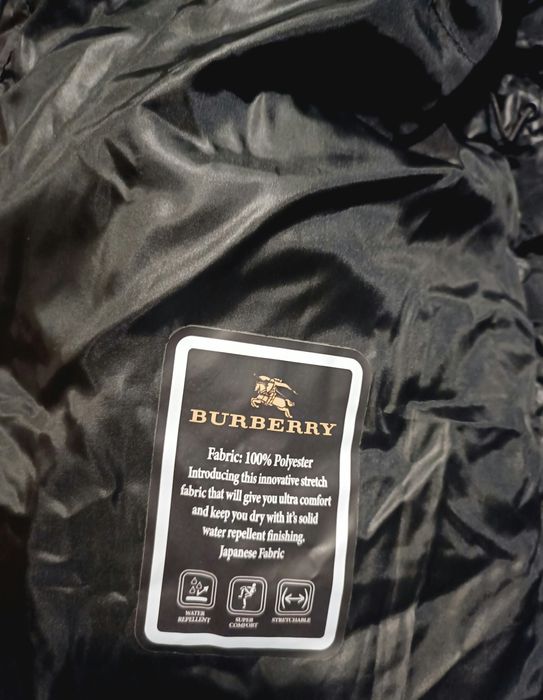 BURBERRY
Fabric: 100% Polyester
Introducing this innovative stretch
fabric that will give you ultra comfort
and keep you dry with it's solid
water repellent finishing.
Japanese Fabric
WATER REPELLENT
SUPER COMFORT
STRETCHABLE